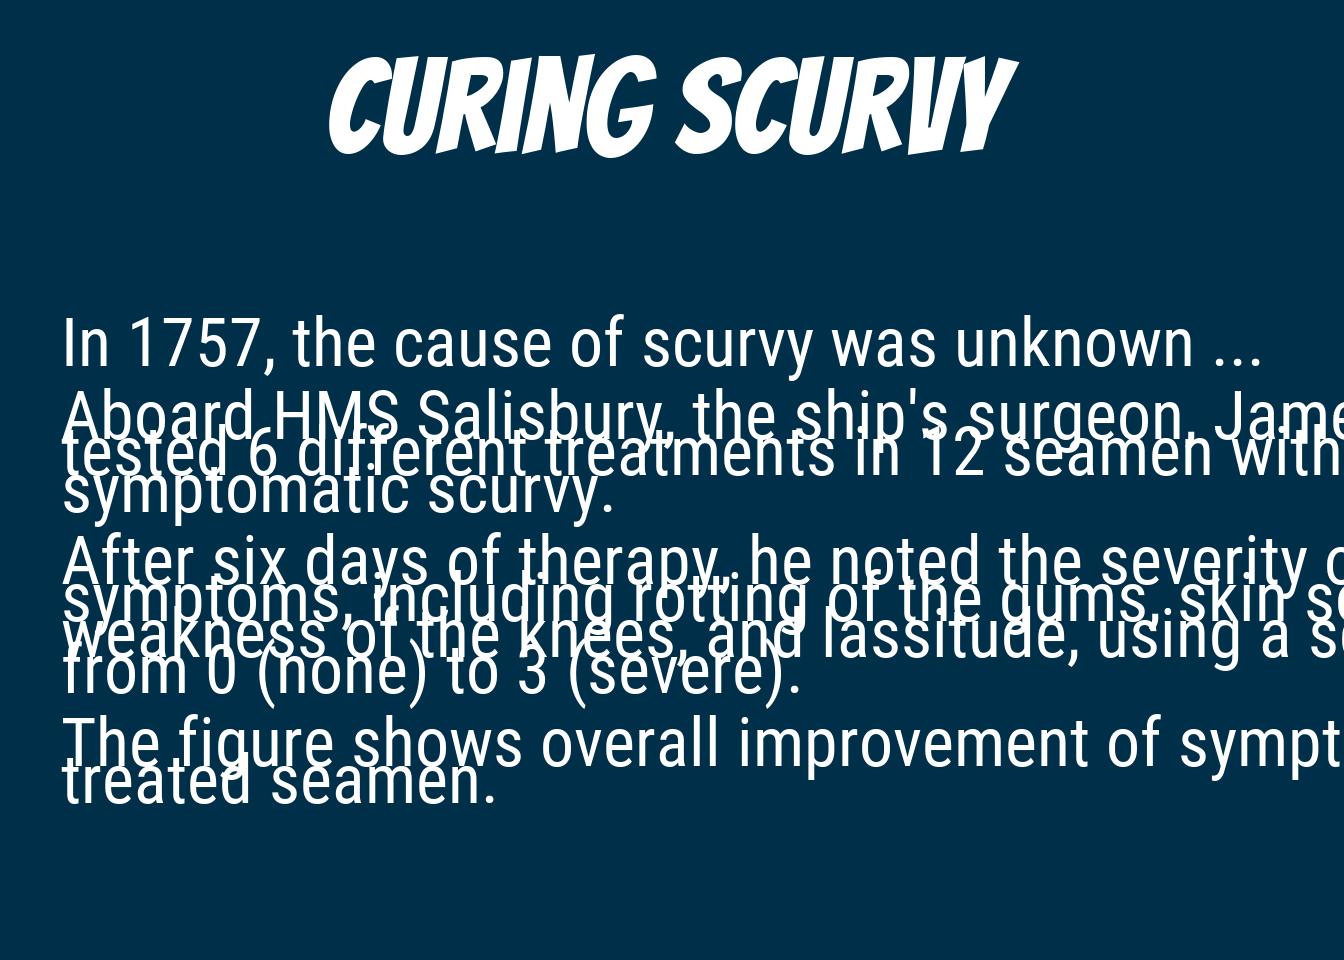 CURING SCURVY
In 1757, the cause of scurvy was unknown ...
Aboard HMS Salisbury, the ship's surgeon,
tested 6 different treatments in 12 seamen with
symptomatic scurvy.
After six days of therapy, he noted the severity
symptoms, including rotting of the gums, skin
weakness of the knees, and lassitude, using a
from 0 (none) to 3 (severe).
The figure shows overall improvement of
treated seamen.